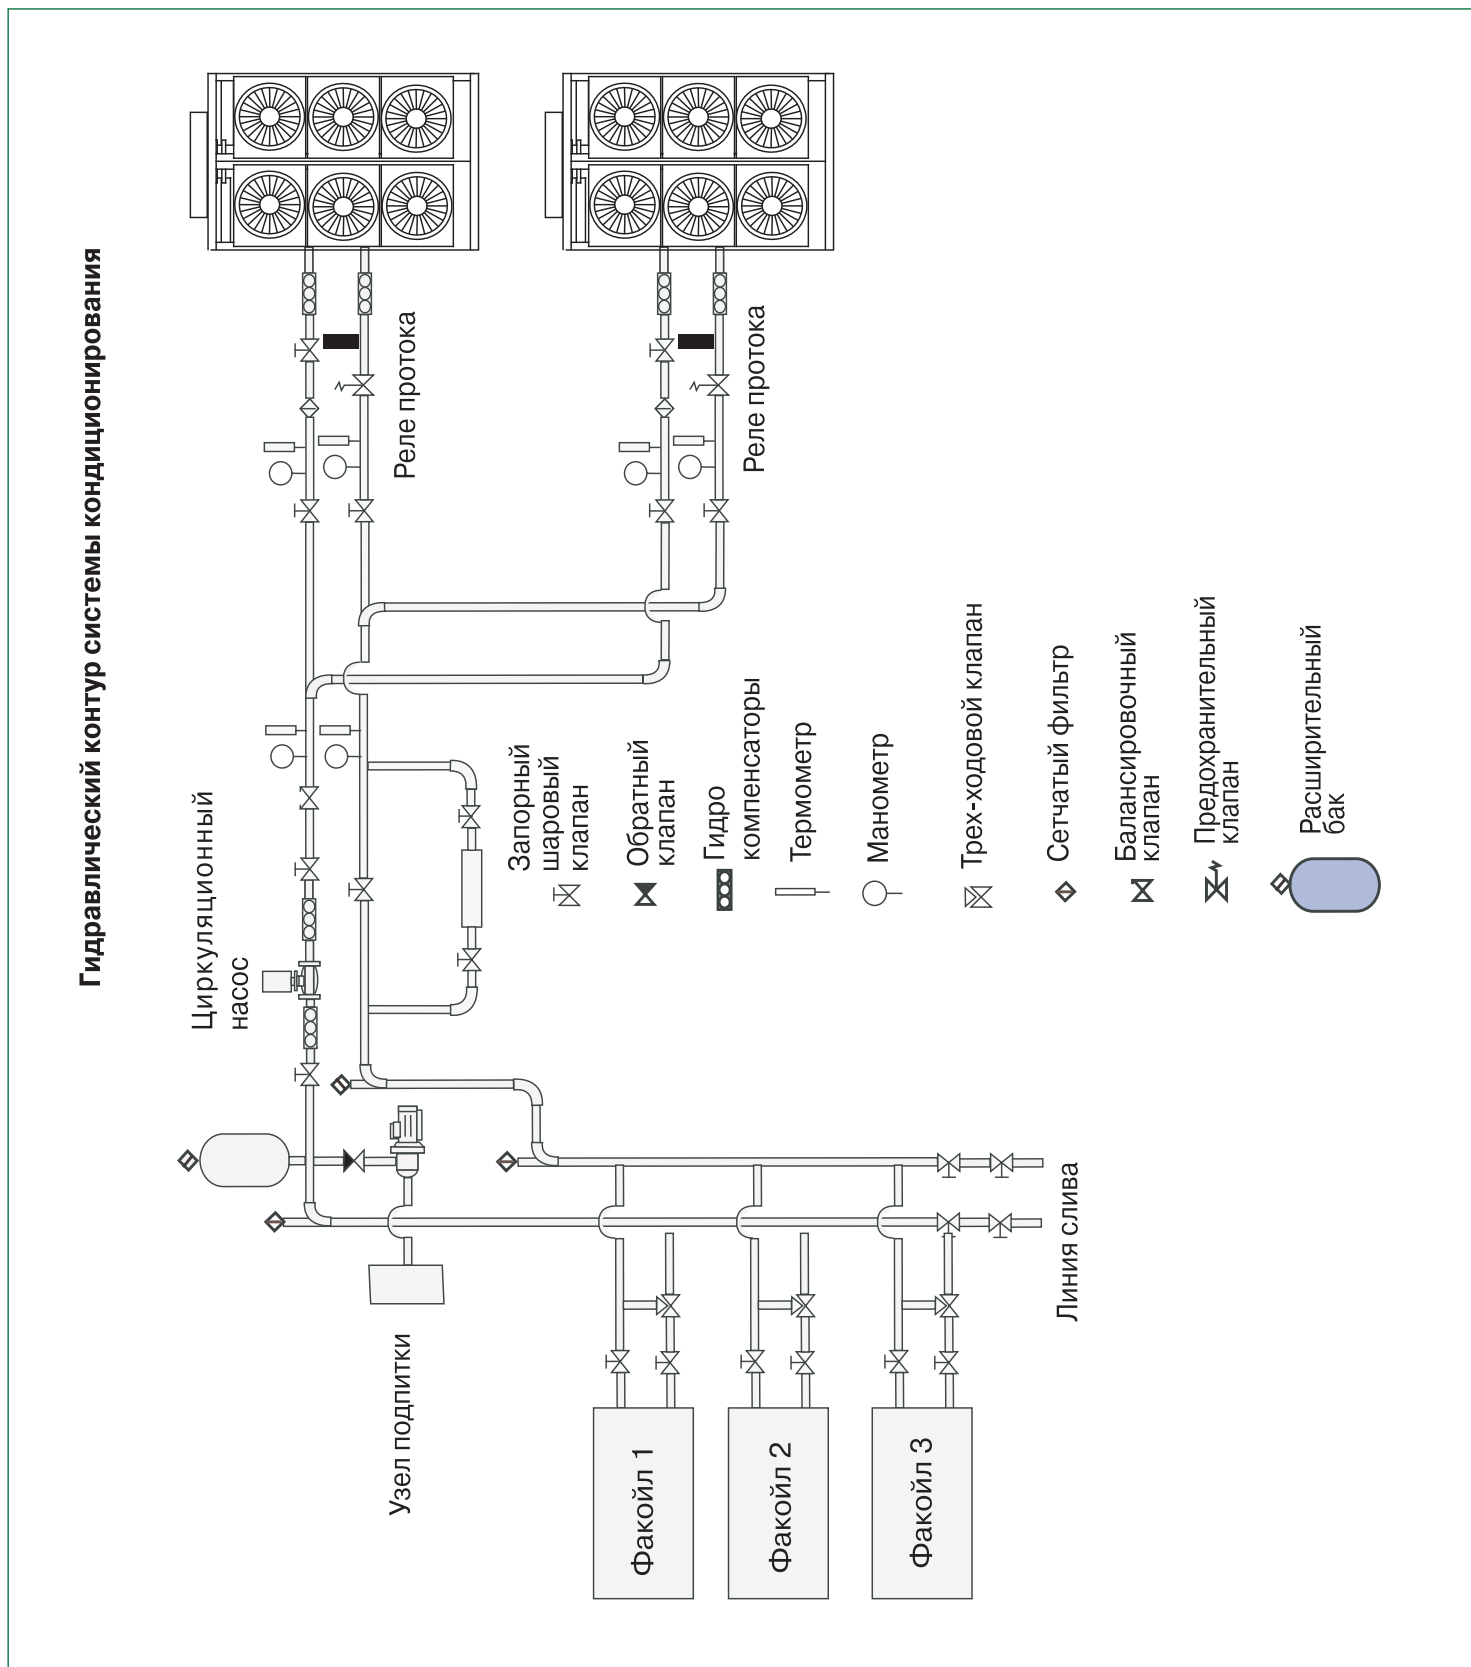 Гидравлический контур системы кондиционирования
Циркуляционный
насос
Реле протока
Реле протока
Узел подпитки
Запорный
шаровый
клапан
Обратный
клапан
Гидро
компенсаторы
Термометр
Манометр
Трех-ходовой клапан
Сетчатый фильтр
Балансировочный
клапан
Предохранительный
клапан
Расширительный
бак
Линия слива
Факойл 1
Факойл 2
Факойл 3